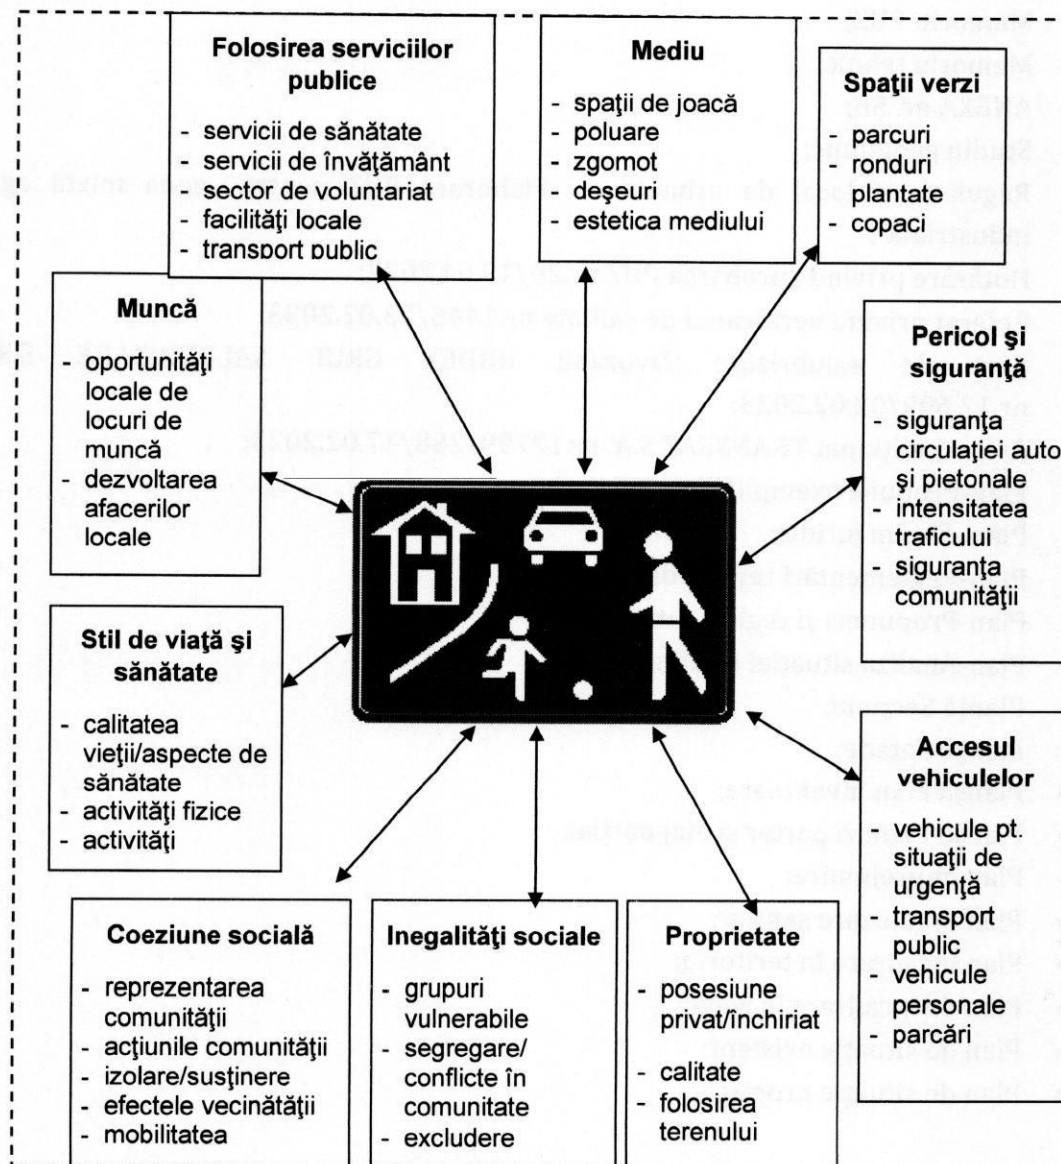 Folosirea serviciilor
publice
- servicii de sănătate
- servicii de învăţământ
- sector de voluntariat
- facilităţi locale
- transport public
Mediu
- spaţii de joacă
- poluare
- zgomot
- deşeuri
- estetica mediului
Spaţii verzi
- parcuri
- ronduri
- plantate
- copaci
Muncă
- oportunităţi
locale de
locuri de
muncă
- dezvoltarea
afacerilor
locale
Pericol şi
siguranţă
- siguranţa
circulaţiei auto
şi pietonale
- intensitatea
traficului
- siguranţa
comunităţii
Stil de viaţă şi
sănătate
- calitatea
vieţii/aspecte de
sănătate
- activităţi fizice
- activităţi
Accesul
vehiculelor
- vehicule pt.
situaţii de
urgenţă
- transport
public
- vehicule
personale
- parcări
Coeziune socială
- reprezentarea
comunităţii
- acţiunile comunităţii
- izolare/susţinere
- efectele vecinătăţii
- mobilitatea
Inegalităţi sociale
- grupuri
vulnerabile
- segregare/
conflicte în
comunitate
- excludere
Proprietate
- posesiune
privat/închiriat
- calitate
- folosirea
terenului